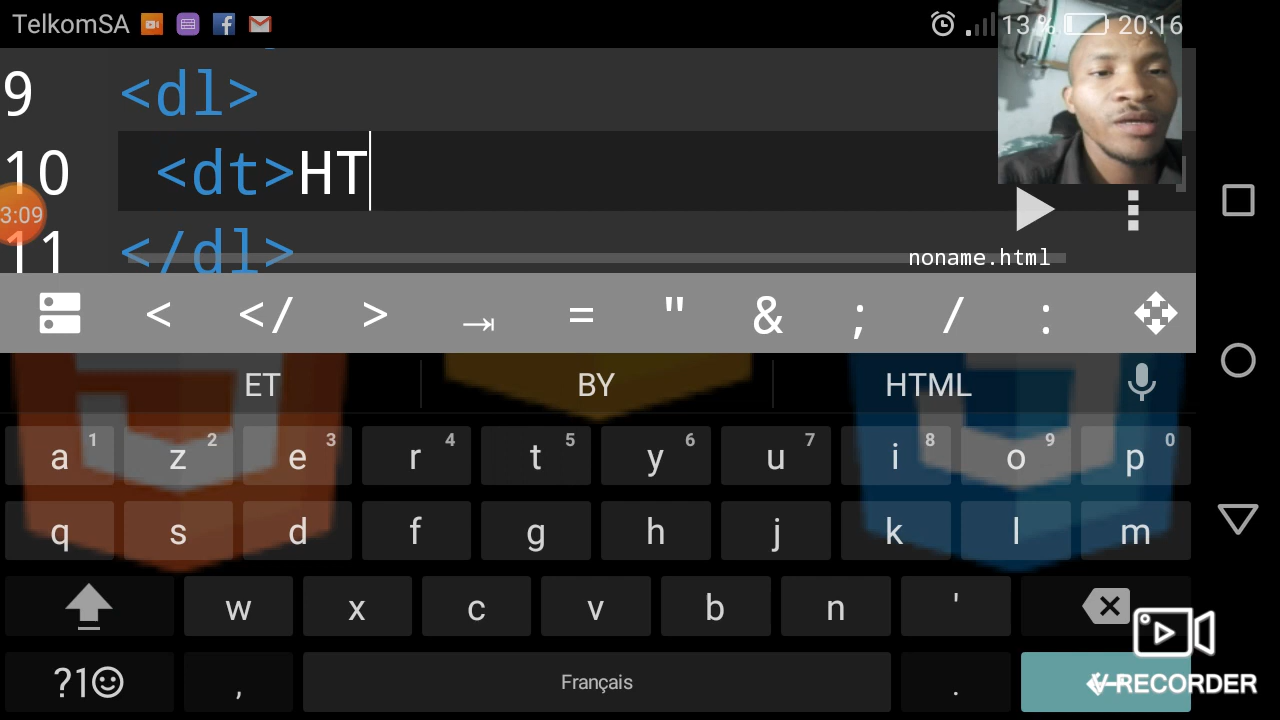 TelkomSA 13 % 20:16
9 <dl>
10 <dt>HT
3:09
11 </dl>
noname.html
< </ > ⇥ = " & ; / :
ET BY HTML
a 1 z 2 e 3 r 4 t 5 y 6 u 7 i 8 o 9 p 0
q s d f g h j k l m
w x c v b n '
?1☺ , Français .
V-RECORDER